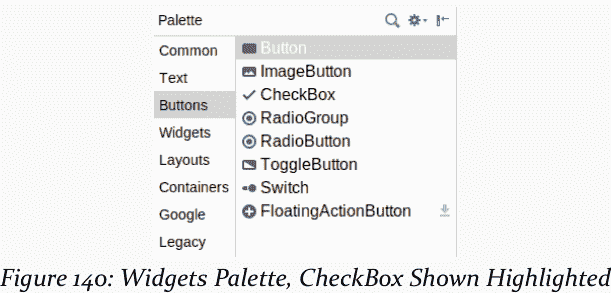 Palette
Common
Text
Buttons
Widgets
Layouts
Containers
Google
Legacy
Button
ImageButton
CheckBox
RadioGroup
RadioButton
ToggleButton
Switch
FloatingActionButton
Figure 140: Widgets Palette, CheckBox Shown Highlighted